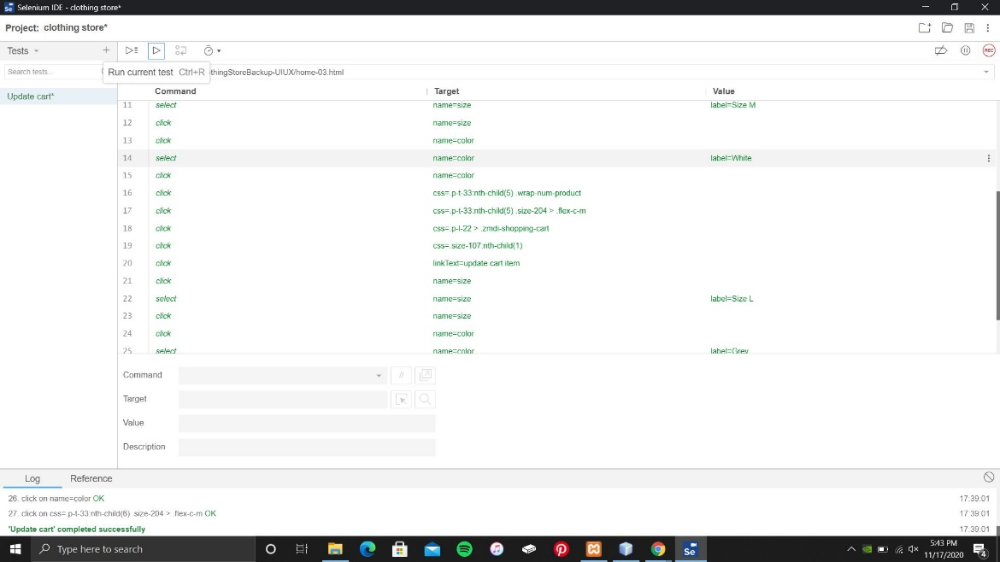 Selenium IDE - clothing store*
Project: clothing store*
Tests
Search tests...
Run current test Ctrl+R
thingStoreBackup-UIUX/home-03.html
Update cart*
Command Target Value
11 select name=size label=Size M
12 click name=size
13 click name=color
14 select name=color label=White
15 click name=color
16 click css=.p-t-33:nth-child(5) .wrap-num-product
17 click css=.p-t-33:nth-child(5) .size-204 > .flex-c-m
18 click css=.p-l-22 > .zmdi-shopping-cart
19 click css=.size-107:nth-child(1)
20 click linkText=update cart item
21 click name=size
22 select name=size label=Size L
23 click name=size
24 click name=color
25 select name=color label=Grey
Command //
Target
Value
Description
Log Reference
26. click on name=color OK 17:39:01
27. click on css=.p-t-33:nth-child(6) .size-204 > .flex-c-m OK 17:39:01
'Update cart' completed successfully 17:39:01
Type here to search
Se
5:43 PM
11/17/2020
4
REC